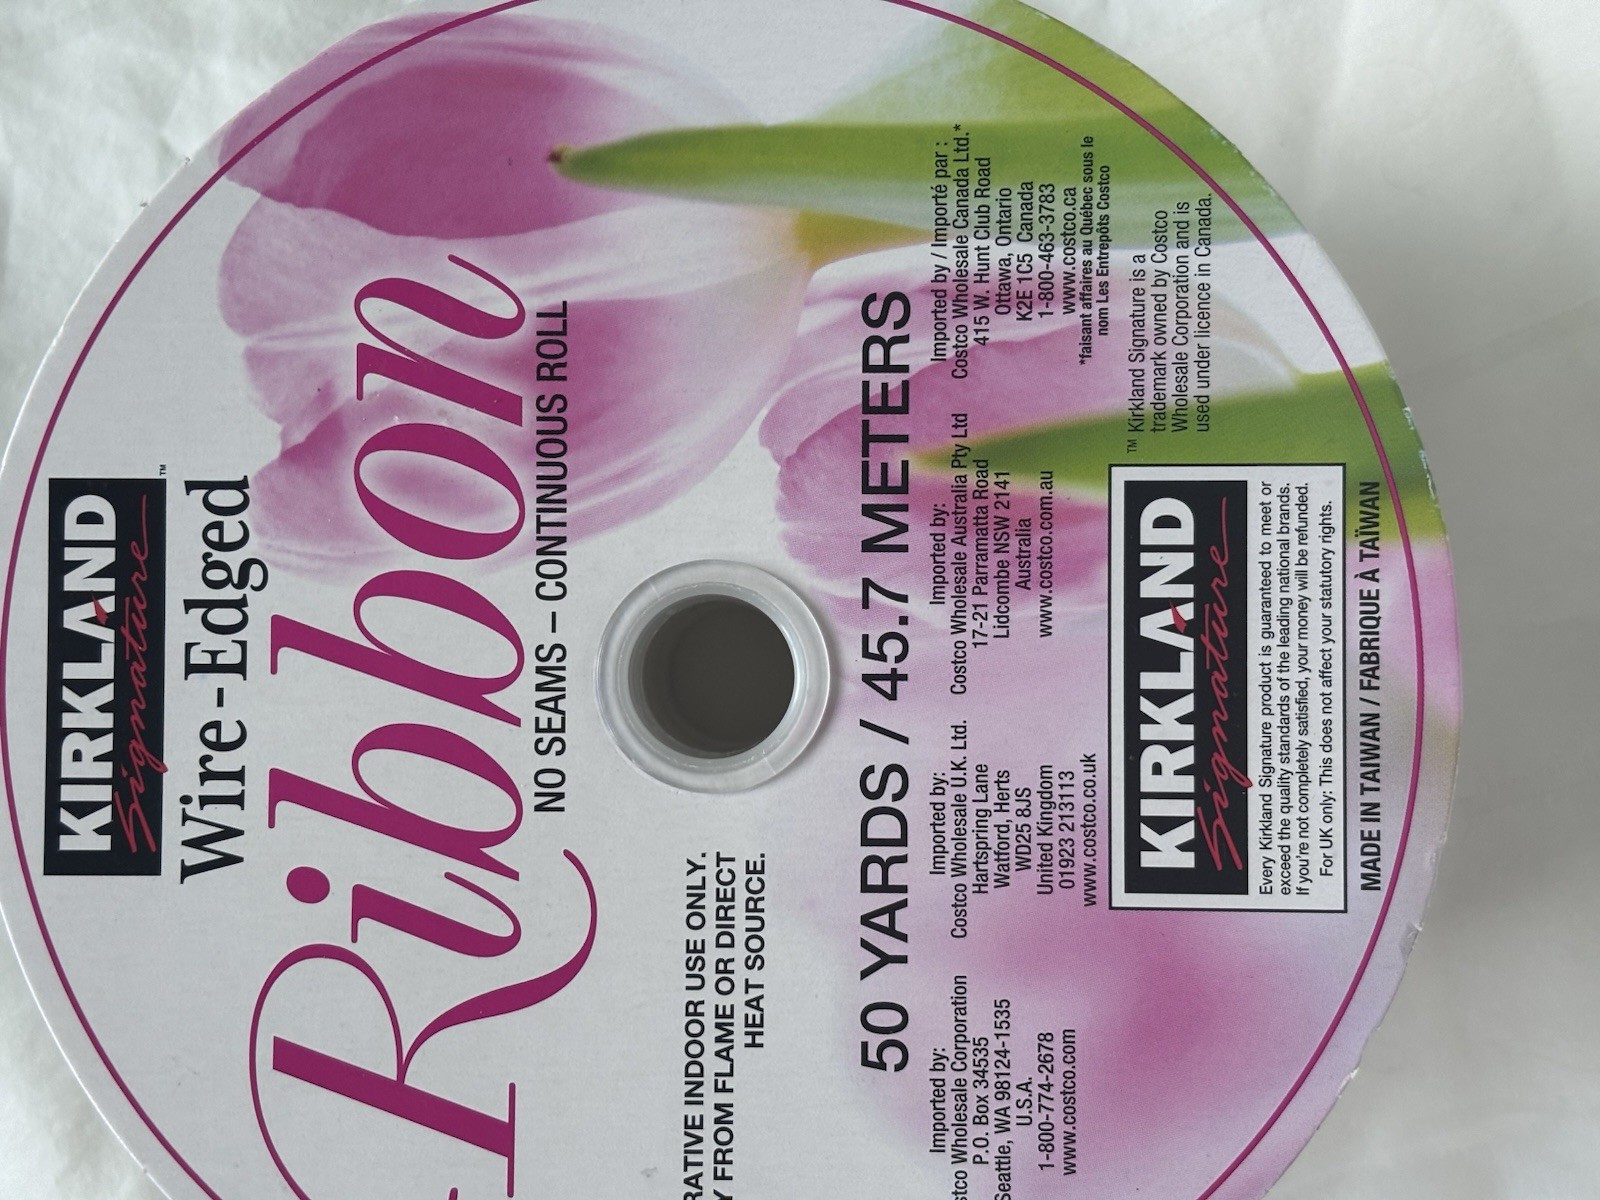 KIRKLAND
Signature™
Wire-Edged
Ribbon
NO SEAMS – CONTINUOUS ROLL
INDOOR USE ONLY.
FROM FLAME OR DIRECT
HEAT SOURCE.
50 YARDS / 45.7 METERS
Imported by:
Wholesale Corporation
P.O. Box 34535
Seattle, WA 98124-1535
U.S.A.
1-800-774-2678
www.costco.com
Imported by:
Costco Wholesale U.K. Ltd.
Hartspring Lane
Watford, Herts
WD25 8JS
United Kingdom
01923 213113
www.costco.co.uk
Imported by:
Costco Wholesale Australia Pty Ltd
17-21 Parramatta Road
Lidcombe NSW 2141
Australia
www.costco.com.au
Imported by / Importé par :
Costco Wholesale Canada Ltd.*
415 W. Hunt Club Road
Ottawa, Ontario
K2E 1C5 Canada
1-800-463-3783
www.costco.ca
*faisant affaires au Québec sous le
nom Les Entrepôts Costco
KIRKLAND
Signature
Every Kirkland Signature product is guaranteed to meet or
exceed the quality standards of the leading national brands.
If you're not completely satisfied, your money will be refunded.
For UK only: This does not affect your statutory rights.
™ Kirkland Signature is a
trademark owned by Costco
Wholesale Corporation and is
used under licence in Canada.
MADE IN TAIWAN / FABRIQUÉ À TAÏWAN